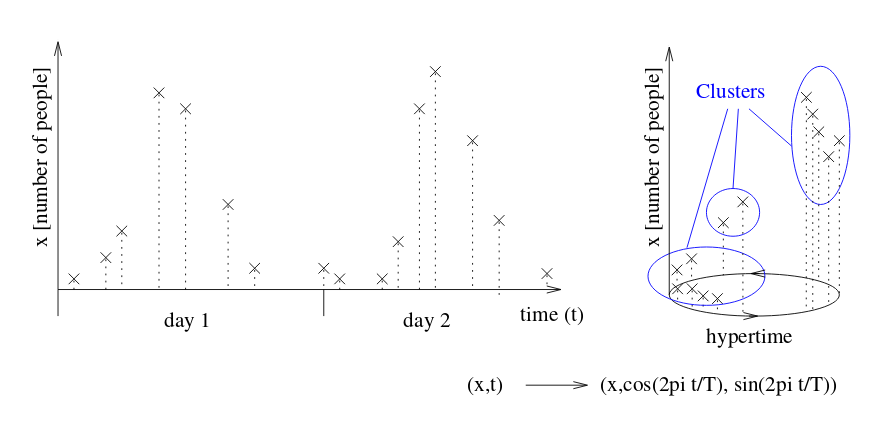 x [number of people]
day 1
day 2
time (t)
x [number of people]
Clusters
hypertime
(x,t)
(x,cos(2pi t/T), sin(2pi t/T))